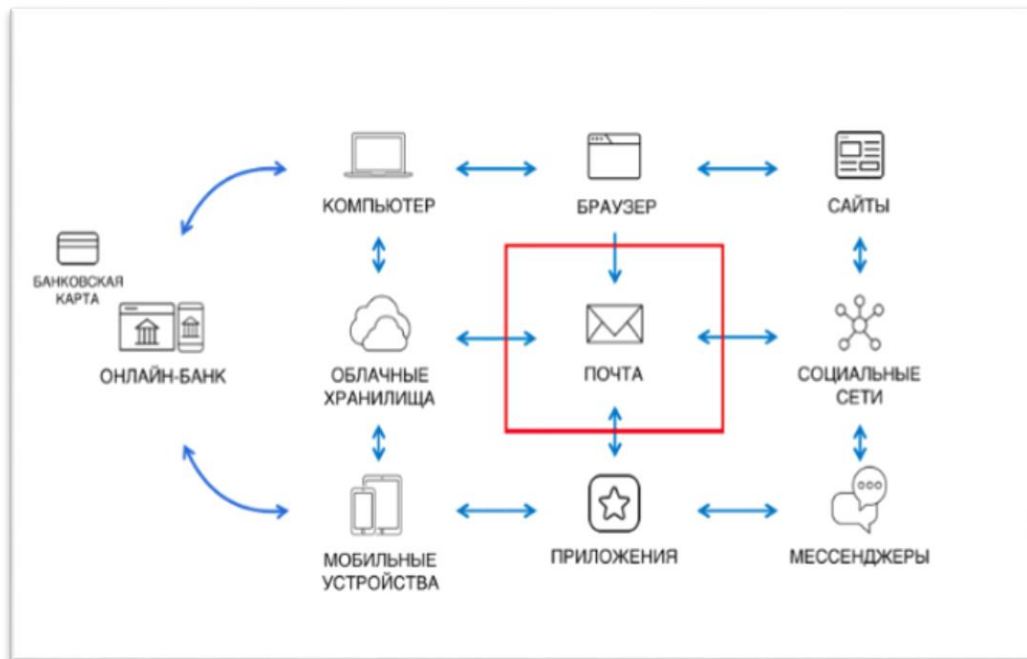 КОМПЬЮТЕР
БРАУЗЕР
САЙТЫ
БАНКОВСКАЯ
КАРТА
ОНЛАЙН-БАНК
ОБЛАЧНЫЕ
ХРАНИЛИЩА
ПОЧТА
СОЦИАЛЬНЫЕ
СЕТИ
МОБИЛЬНЫЕ
УСТРОЙСТВА
ПРИЛОЖЕНИЯ
МЕССЕНДЖЕРЫ